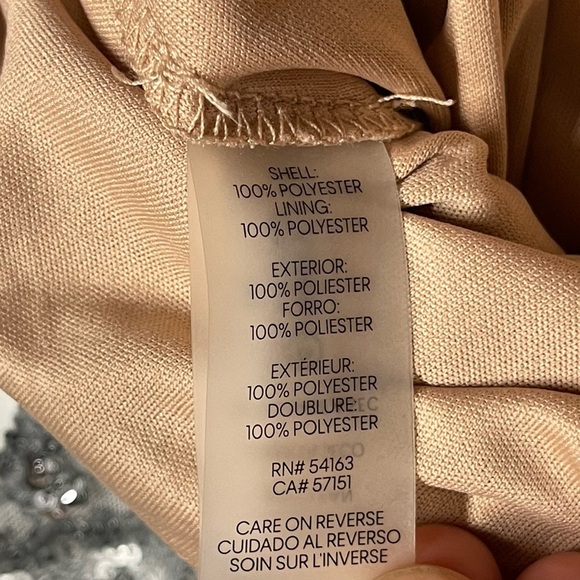 SHELL:
100% POLYESTER
LINING:
100% POLYESTER
EXTERIOR:
100% POLIESTER
FORRO:
100% POLIESTER
EXTÉRIEUR:
100% POLYESTER
DOUBLURE:
100% POLYESTER
RN# 54163
CA# 57151
CARE ON REVERSE
CUIDADO AL REVERSO
SOIN SUR L'INVERSE